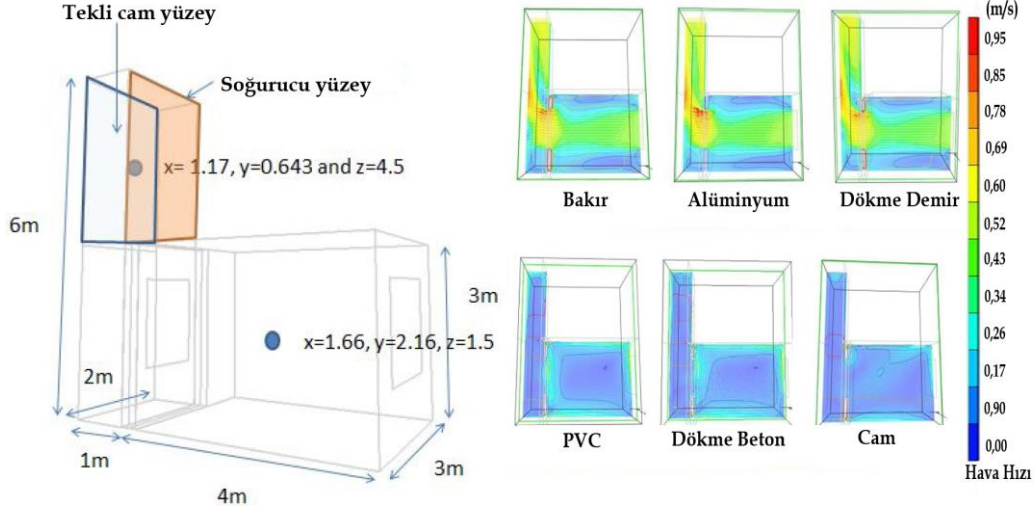 Tekli cam yüzey
Soğurucu yüzey
x= 1.17, y=0.643 and z=4.5
6m
3m
x=1.66, y=2.16, z=1.5
2m
1m
4m
3m
Bakır
Alüminyum
Dökme Demir
PVC
Dökme Beton
Cam
(m/s)
0,95
0,85
0,78
0,69
0,60
0,52
0,43
0,34
0,26
0,17
0,90
0,00
Hava Hızı